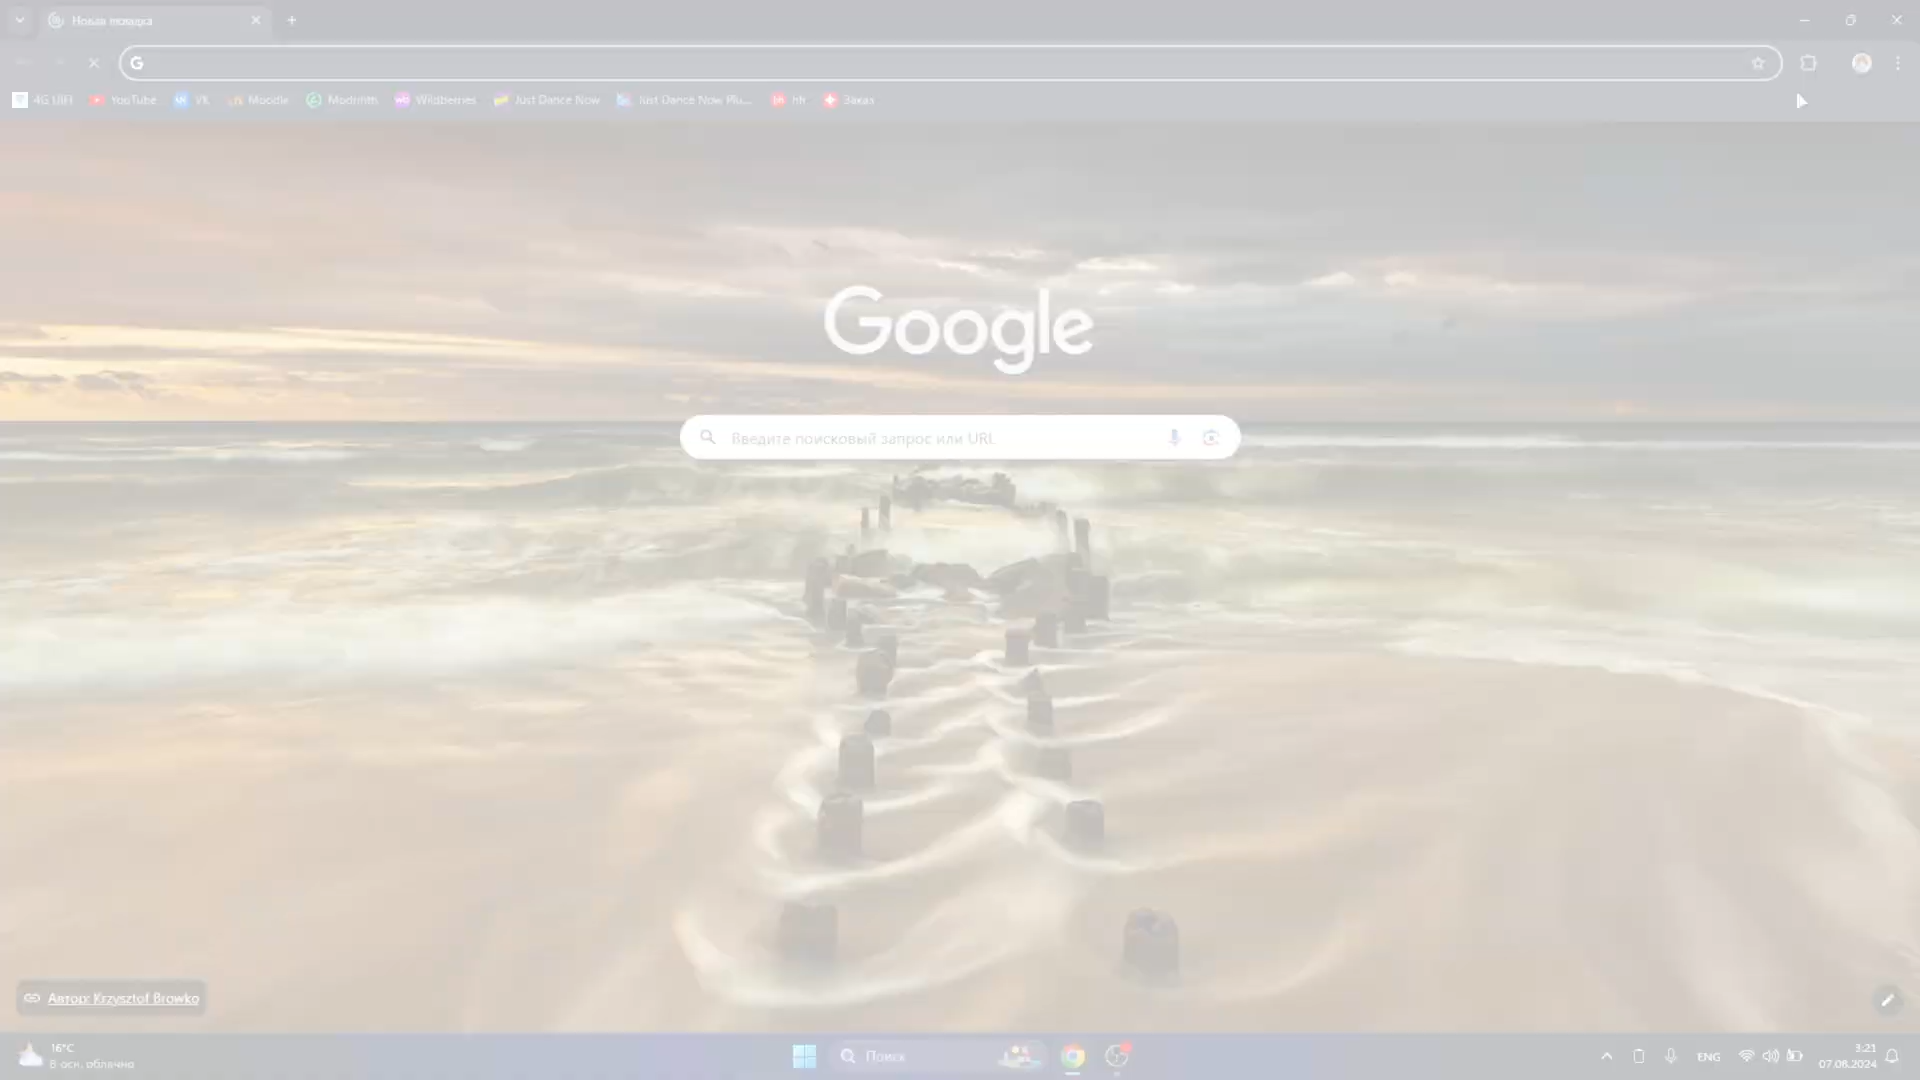 Новая вкладка
4G UFI
YouTube
VK
Moodle
Modrinth
Wildberries
Just Dance Now
Just Dance Now Plu...
hh
Заказ
Google
Введите поисковый запрос или URL
Автор: Krzysztof Browko
16°C
В осн. облачно
Поиск
ENG
3:21
07.08.2024